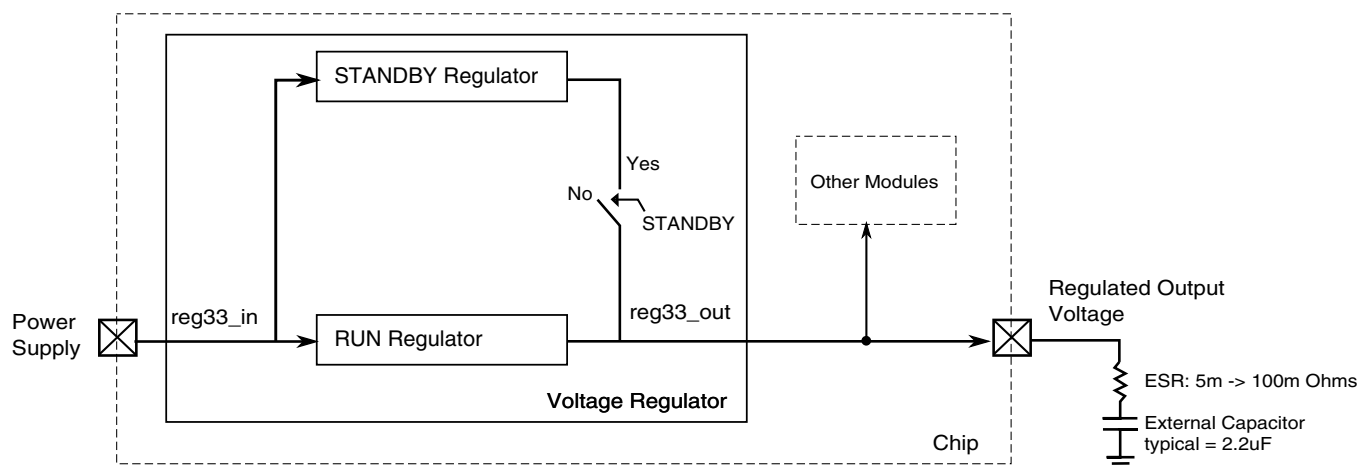 STANDBY Regulator
Yes
No
STANDBY
Other Modules
Power
Supply
reg33_in
RUN Regulator
reg33_out
Regulated Output
Voltage
ESR: 5m -> 100m Ohms
Voltage Regulator
External Capacitor
typical = 2.2uF
Chip